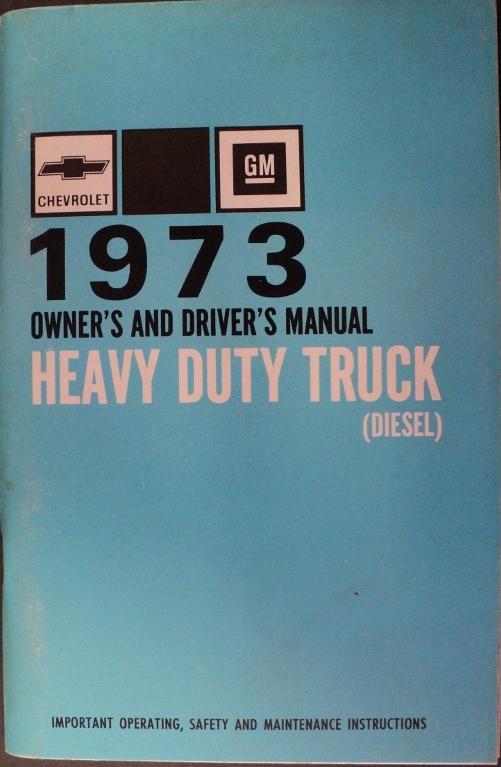 CHEVROLET
GM
1973
OWNER'S AND DRIVER'S MANUAL
HEAVY DUTY TRUCK
(DIESEL)
IMPORTANT OPERATING, SAFETY AND MAINTENANCE INSTRUCTIONS